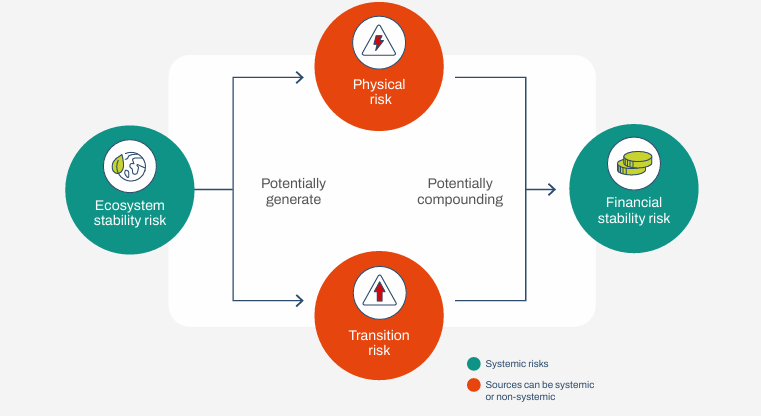 Physical
risk
Ecosystem
stability risk
Potentially
generate
Potentially
compounding
Financial
stability risk
Transition
risk
Systemic risks
Sources can be systemic
or non-systemic